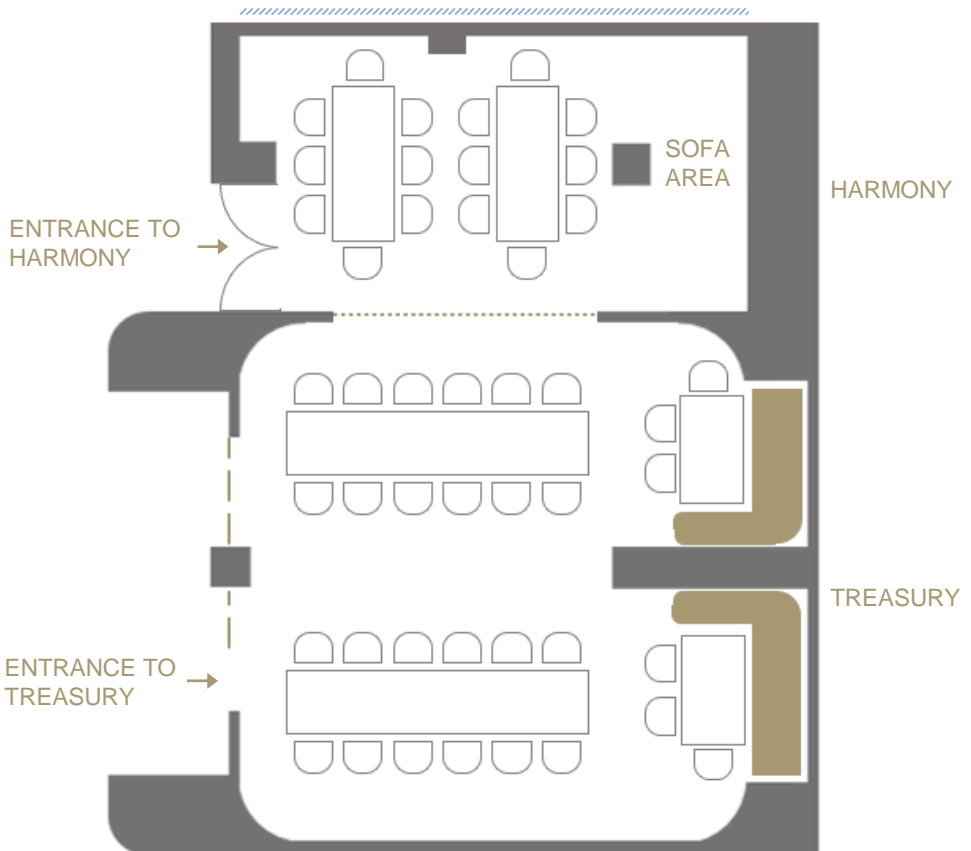 SOFA
AREA
HARMONY
ENTRANCE TO
HARMONY
TREASURY
ENTRANCE TO
TREASURY